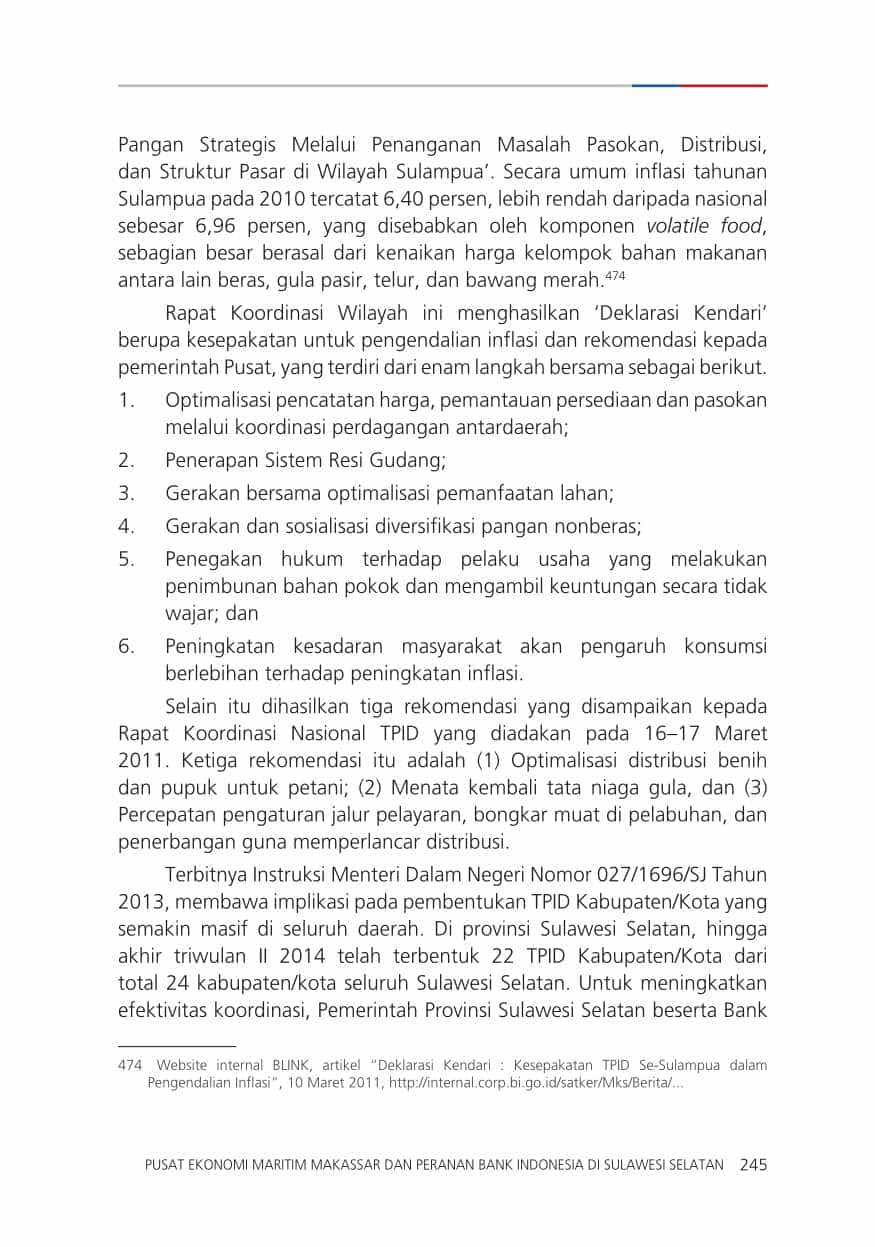 Pangan Strategis Melalui Penanganan Masalah Pasokan, Distribusi,
dan Struktur Pasar di Wilayah Sulampua’. Secara umum inflasi tahunan
Sulampua pada 2010 tercatat 6,40 persen, lebih rendah daripada nasional
sebesar 6,96 persen, yang disebabkan oleh komponen volatile food,
sebagian besar berasal dari kenaikan harga kelompok bahan makanan
antara lain beras, gula pasir, telur, dan bawang merah.474
Rapat Koordinasi Wilayah ini menghasilkan ‘Deklarasi Kendari’
berupa kesepakatan untuk pengendalian inflasi dan rekomendasi kepada
pemerintah Pusat, yang terdiri dari enam langkah bersama sebagai berikut.
1. Optimalisasi pencatatan harga, pemantauan persediaan dan pasokan
melalui koordinasi perdagangan antardaerah;
2. Penerapan Sistem Resi Gudang;
3. Gerakan bersama optimalisasi pemanfaatan lahan;
4. Gerakan dan sosialisasi diversifikasi pangan nonberas;
5. Penegakan hukum terhadap pelaku usaha yang melakukan
penimbunan bahan pokok dan mengambil keuntungan secara tidak
wajar; dan
6. Peningkatan kesadaran masyarakat akan pengaruh konsumsi
berlebihan terhadap peningkatan inflasi.
Selain itu dihasilkan tiga rekomendasi yang disampaikan kepada
Rapat Koordinasi Nasional TPID yang diadakan pada 16–17 Maret
2011. Ketiga rekomendasi itu adalah (1) Optimalisasi distribusi benih
dan pupuk untuk petani; (2) Menata kembali tata niaga gula, dan (3)
Percepatan pengaturan jalur pelayaran, bongkar muat di pelabuhan, dan
penerbangan guna memperlancar distribusi.
Terbitnya Instruksi Menteri Dalam Negeri Nomor 027/1696/SJ Tahun
2013, membawa implikasi pada pembentukan TPID Kabupaten/Kota yang
semakin masif di seluruh daerah. Di provinsi Sulawesi Selatan, hingga
akhir triwulan II 2014 telah terbentuk 22 TPID Kabupaten/Kota dari
total 24 kabupaten/kota seluruh Sulawesi Selatan. Untuk meningkatkan
efektivitas koordinasi, Pemerintah Provinsi Sulawesi Selatan beserta Bank
474 Website internal BLINK, artikel “Deklarasi Kendari : Kesepakatan TPID Se-Sulampua dalam
Pengendalian Inflasi”, 10 Maret 2011, http://internal.corp.bi.go.id/satker/Mks/Berita/...
PUSAT EKONOMI MARITIM MAKASSAR DAN PERANAN BANK INDONESIA DI SULAWESI SELATAN 245